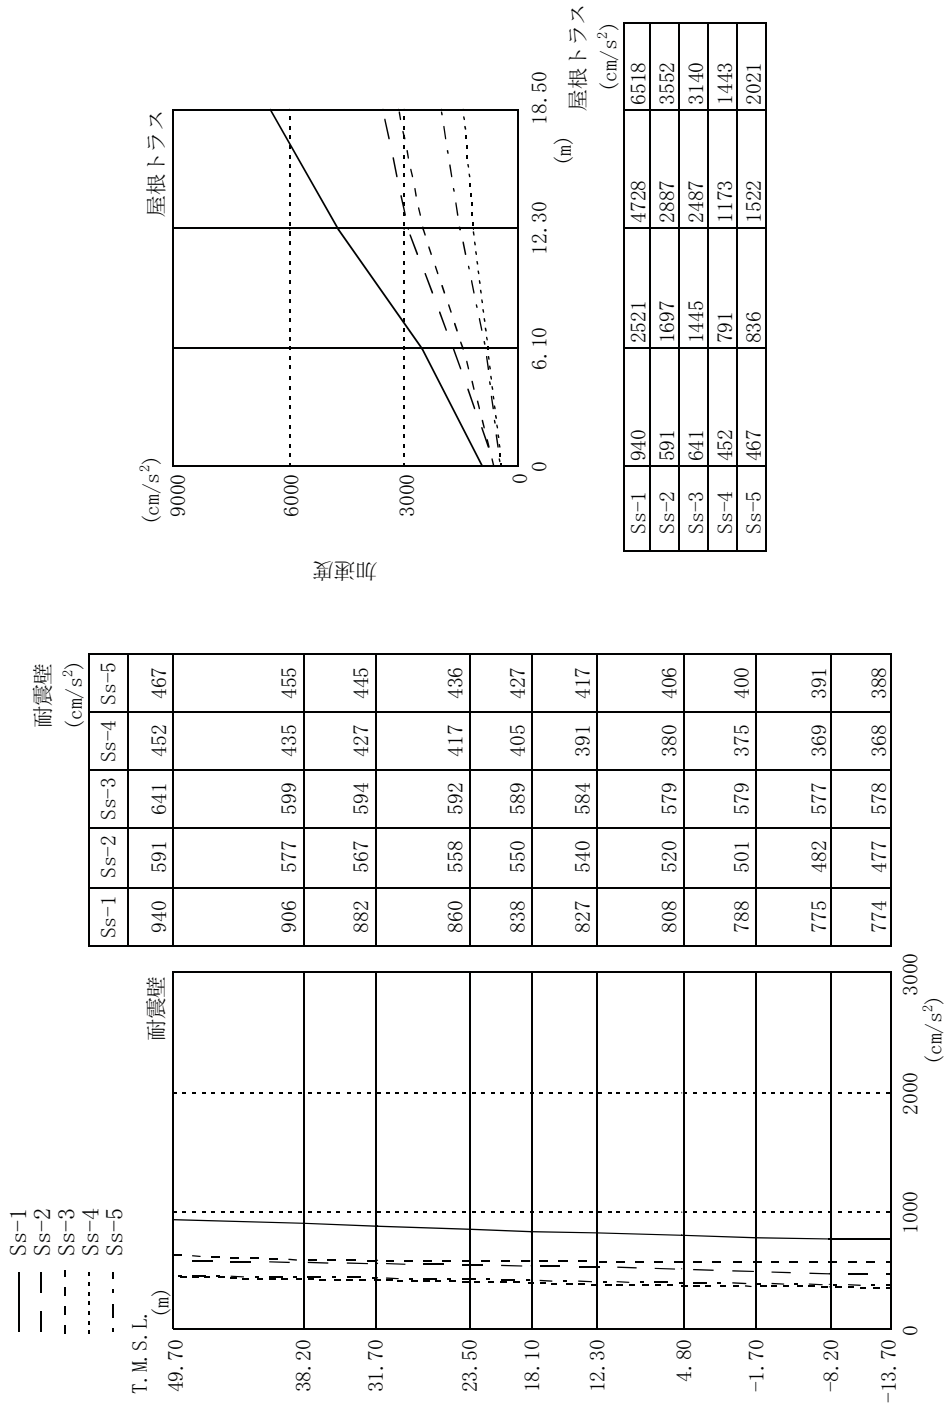 Ss-1
Ss-2
Ss-3
Ss-4
Ss-5
T.M.S.L.
(m)
耐震壁
49.70
38.20
31.70
23.50
18.10
12.30
4.80
-1.70
-8.20
-13.70
0 1000 2000 3000
(cm/s²)
耐震壁
(cm/s²)
Ss-1 Ss-2 Ss-3 Ss-4 Ss-5
940 591 641 452 467
906 577 599 435 455
882 567 594 427 445
860 558 592 417 436
838 550 589 405 427
827 540 584 391 417
808 520 579 380 406
788 501 579 375 400
775 482 577 369 391
774 477 578 368 388
加速度
(cm/s²)
屋根トラス
9000
6000
3000
0
0 6.10 12.30 18.50
(m)
屋根トラス
(cm/s²)
Ss-1 940 2521 4728 6518
Ss-2 591 1697 2887 3552
Ss-3 641 1445 2487 3140
Ss-4 452 791 1173 1443
Ss-5 467 836 1522 2021